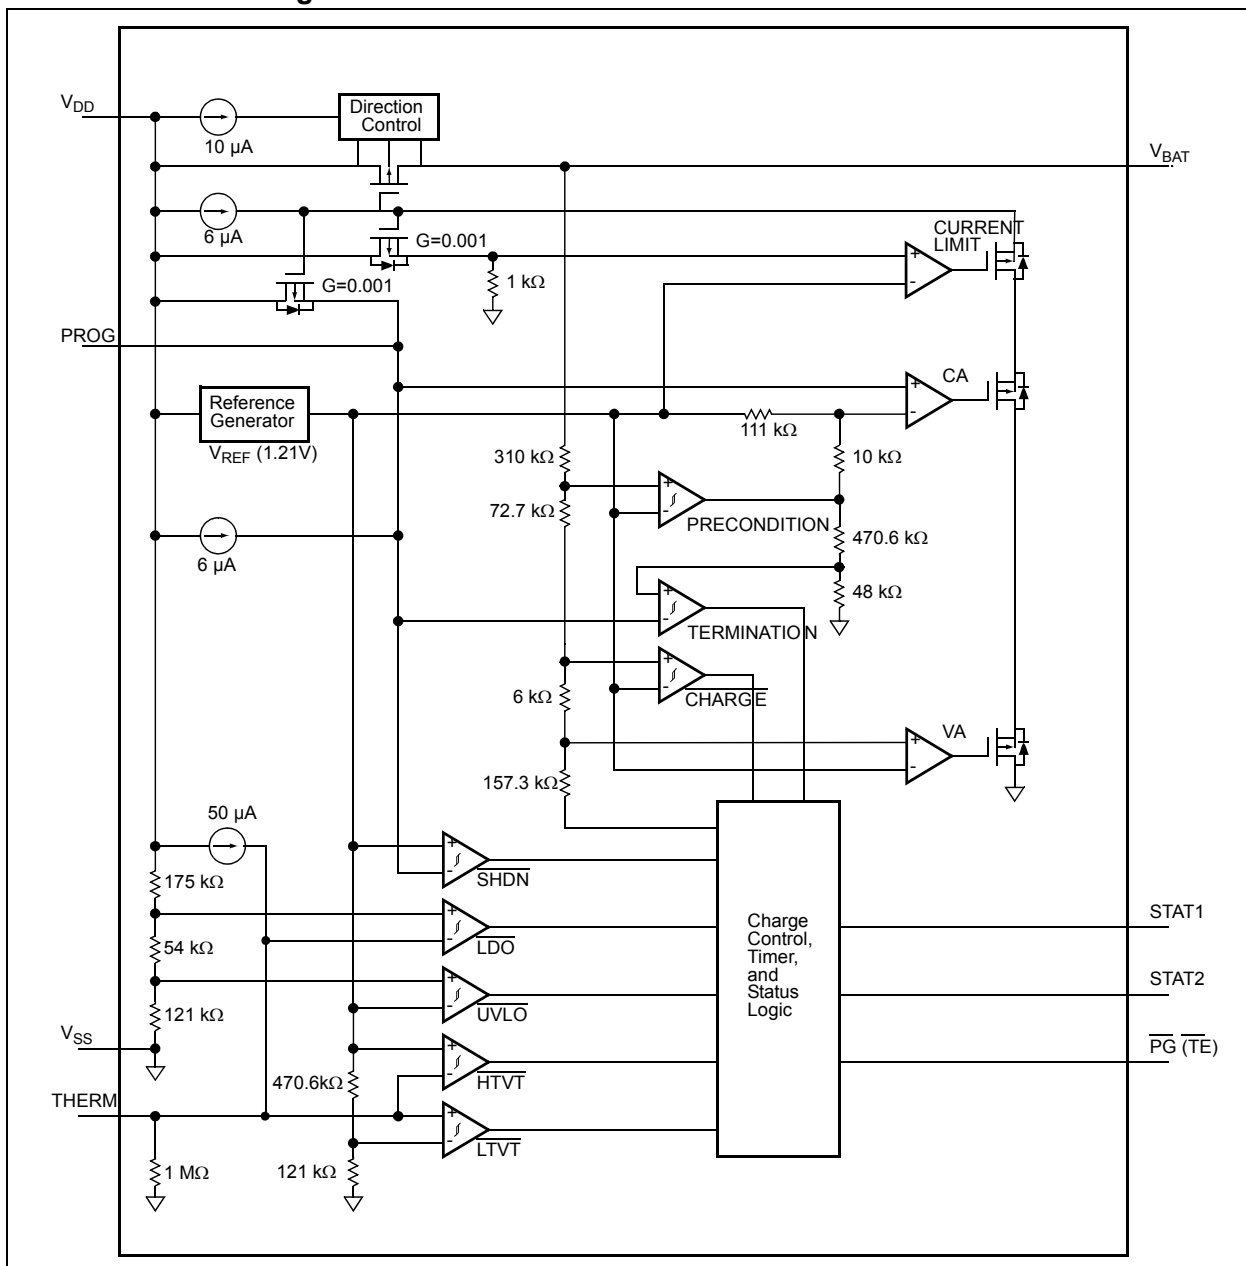 g
V_DD
Direction
Control
10 µA
V_BAT
6 µA
G=0.001
CURRENT
LIMIT
G=0.001
1 kΩ
PROG
CA
Reference
Generator
V_REF (1.21V)
111 kΩ
310 kΩ
10 kΩ
72.7 kΩ
PRECONDITION
470.6 kΩ
6 µA
48 kΩ
TERMINATION
6 kΩ
CHARGE
VA
157.3 kΩ
50 µA
175 kΩ
SHDN
STAT1
54 kΩ
LDO
Charge
Control,
Timer,
and
Status
Logic
STAT2
121 kΩ
UVLO
V_SS
PG (TE)
470.6kΩ
HTVT
THERM
LTVT
1 MΩ
121 kΩ